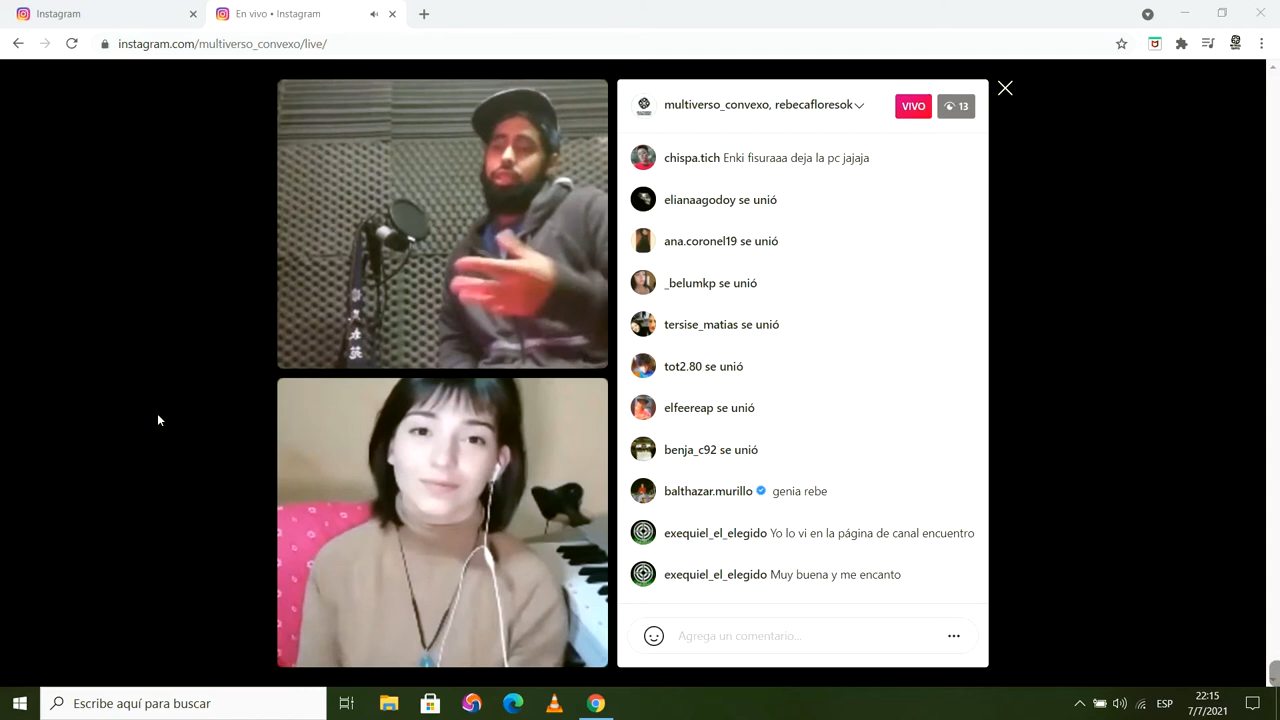 Instagram
En vivo • Instagram
instagram.com/multiverso_convexo/live/
multiverso_convexo, rebecafloresok
VIVO
13
chispa.tich Enki fisuraaa deja la pc jajaja
elianaagodoy se unió
ana.coronel19 se unió
_belumkp se unió
tersise_matias se unió
tot2.80 se unió
elfeereap se unió
benja_c92 se unió
balthazar.murillo genia rebe
exequiel_el_elegido Yo lo vi en la página de canal encuentro
exequiel_el_elegido Muy buena y me encanto
Agrega un comentario...
Escribe aquí para buscar
ESP
22:15
7/7/2021